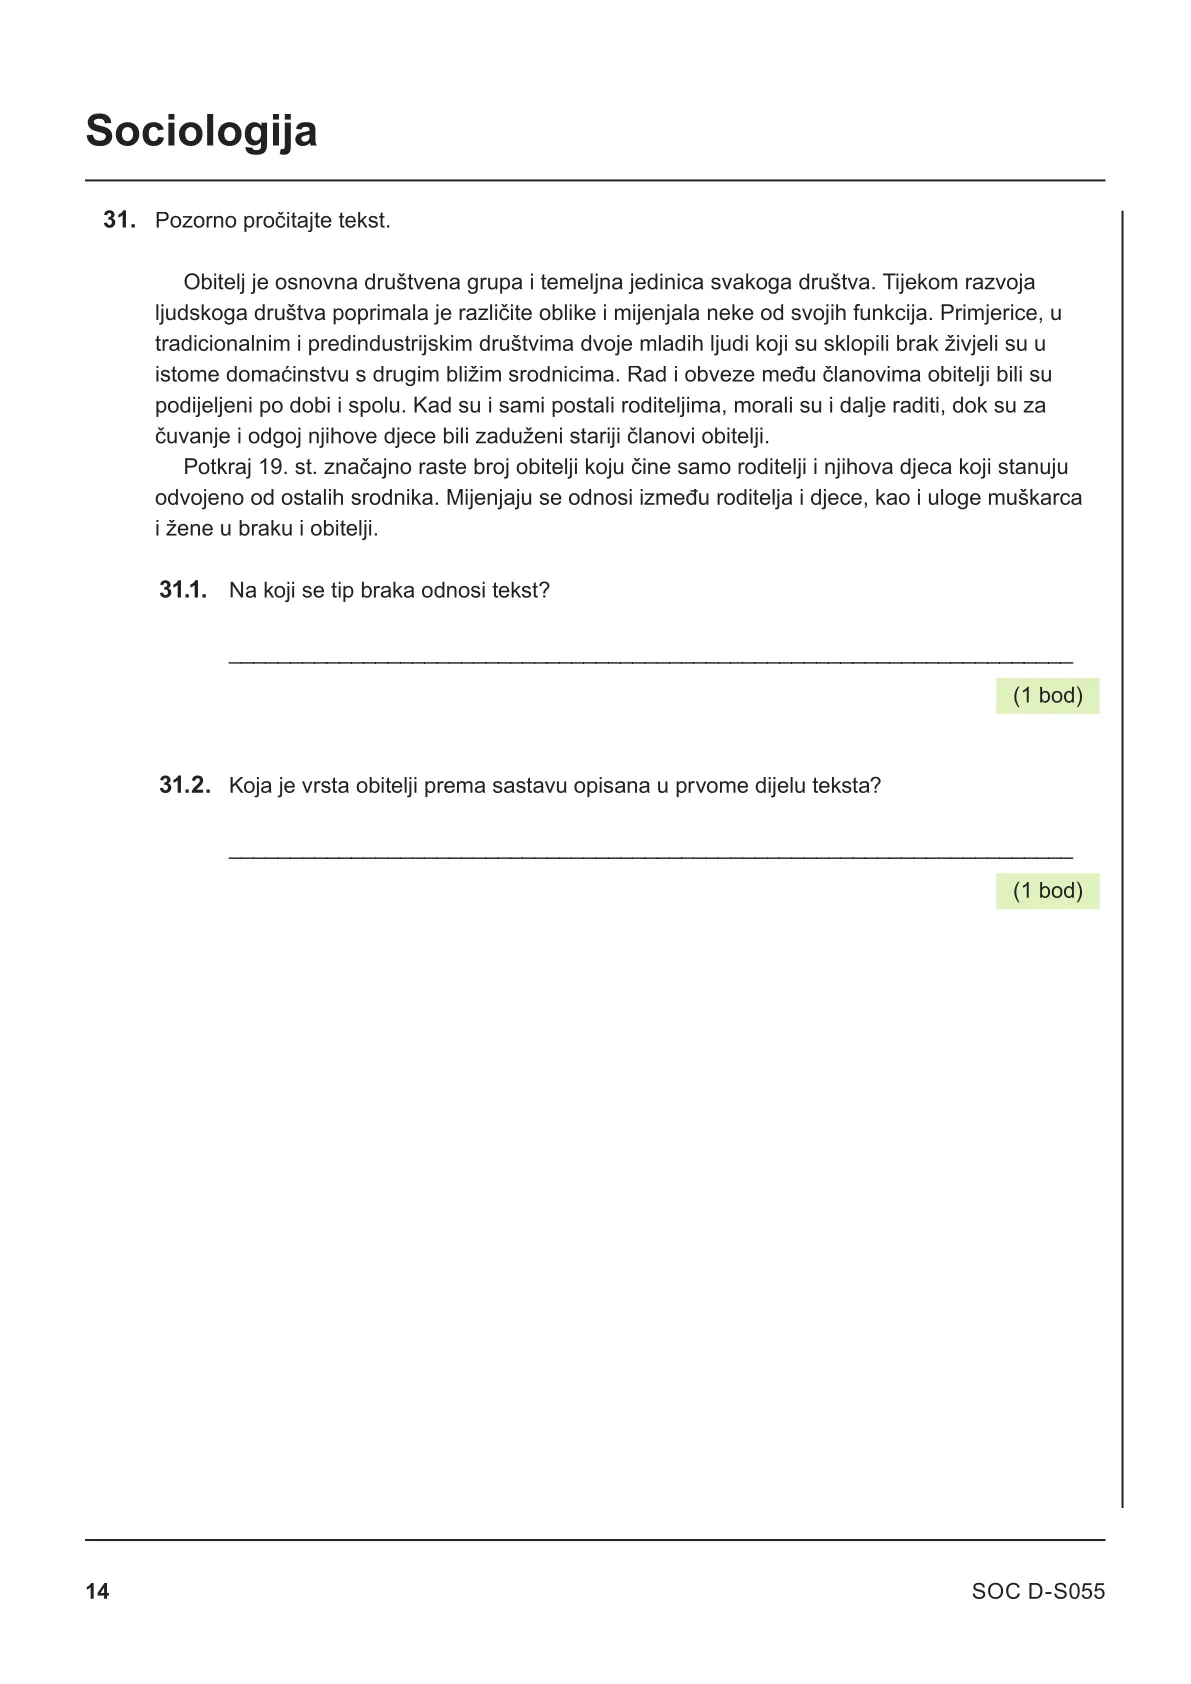 Sociologija
31. Pozorno pročitajte tekst.
Obitelj je osnovna društvena grupa i temeljna jedinica svakoga društva. Tijekom razvoja
ljudskoga društva poprimala je različite oblike i mijenjala neke od svojih funkcija. Primjerice, u
tradicionalnim i predindustrijskim društvima dvoje mladih ljudi koji su sklopili brak živjeli su u
istome domaćinstvu s drugim bližim srodnicima. Rad i obveze među članovima obitelji bili su
podijeljeni po dobi i spolu. Kad su i sami postali roditeljima, morali su i dalje raditi, dok su za
čuvanje i odgoj njihove djece bili zaduženi stariji članovi obitelji.
Potkraj 19. st. značajno raste broj obitelji koju čine samo roditelji i njihova djeca koji stanuju
odvojeno od ostalih srodnika. Mijenjaju se odnosi između roditelja i djece, kao i uloge muškarca
i žene u braku i obitelji.
31.1. Na koji se tip braka odnosi tekst?
(1 bod)
31.2. Koja je vrsta obitelji prema sastavu opisana u prvome dijelu teksta?
(1 bod)
14
SOC D-S055